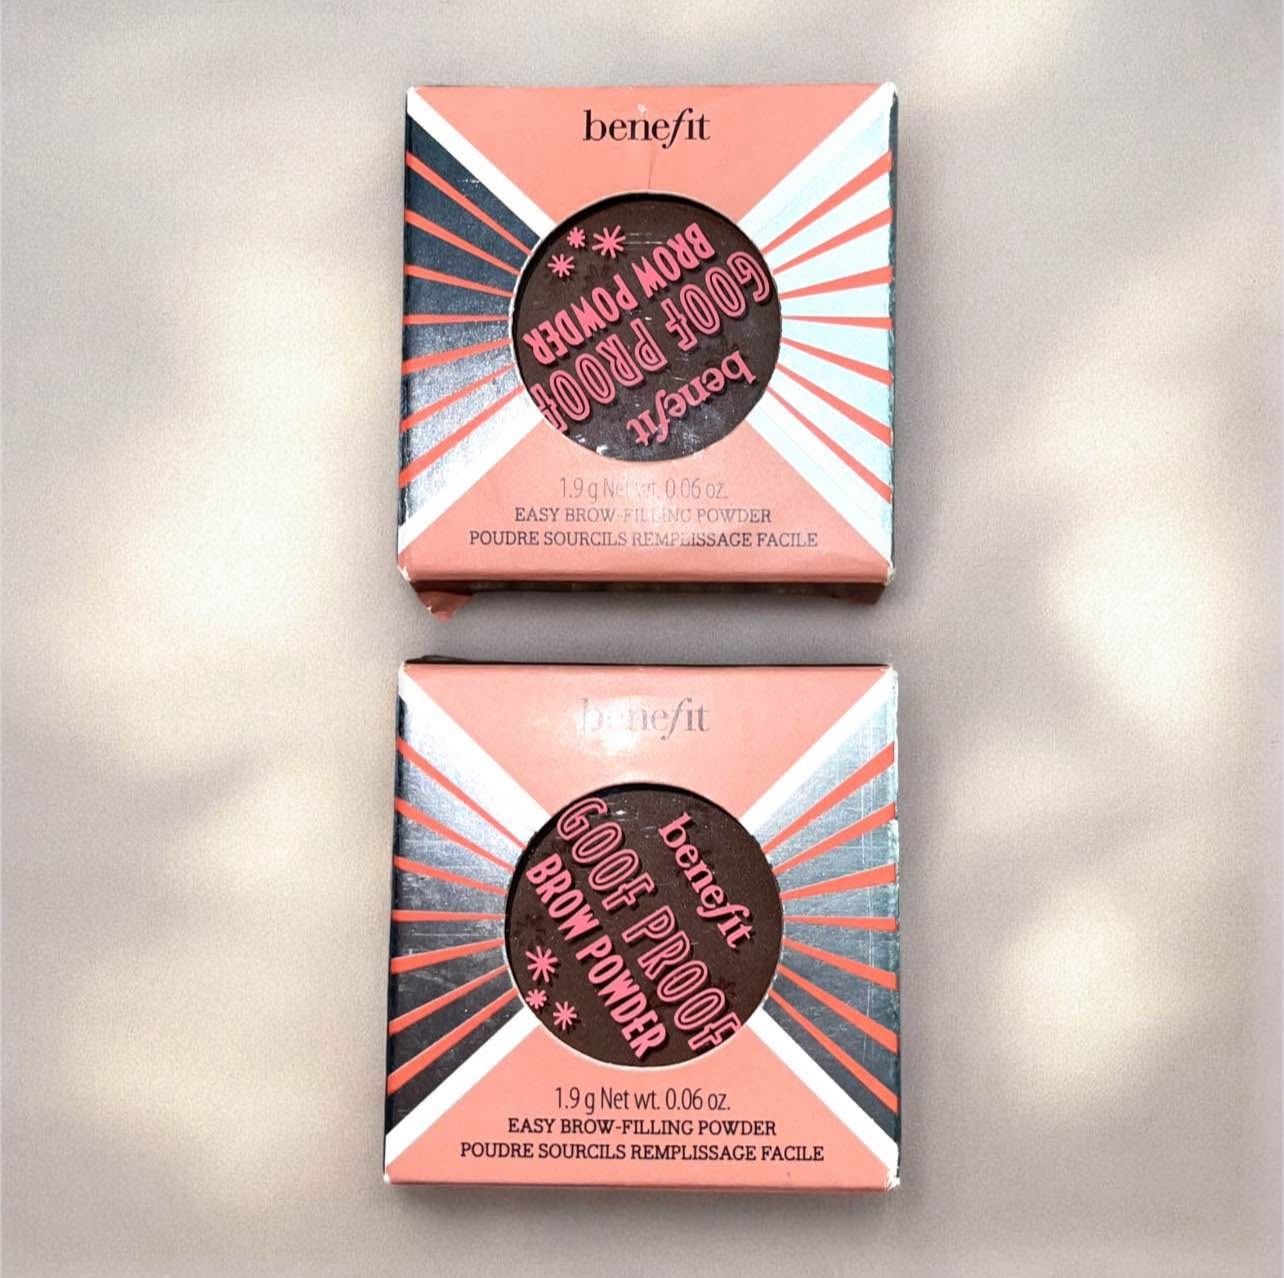 benefit
BROW POWDER
GOOF PROOF
benefit
1.9 g Net wt. 0.06 oz.
EASY BROW-FILLING POWDER
POUDRE SOURCILS REMPLISSAGE FACILE
benefit
benefit
GOOF PROOF
BROW POWDER
1.9 g Net wt. 0.06 oz.
EASY BROW-FILLING POWDER
POUDRE SOURCILS REMPLISSAGE FACILE